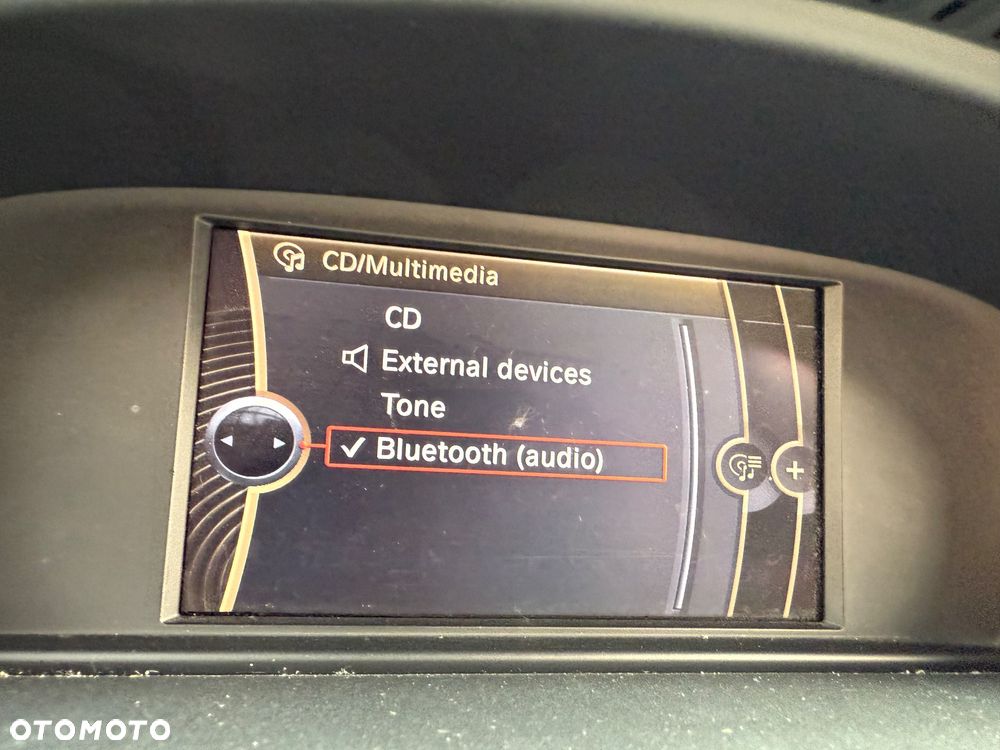 CD/Multimedia
CD
External devices
Tone
Bluetooth (audio)
OTOMOTO